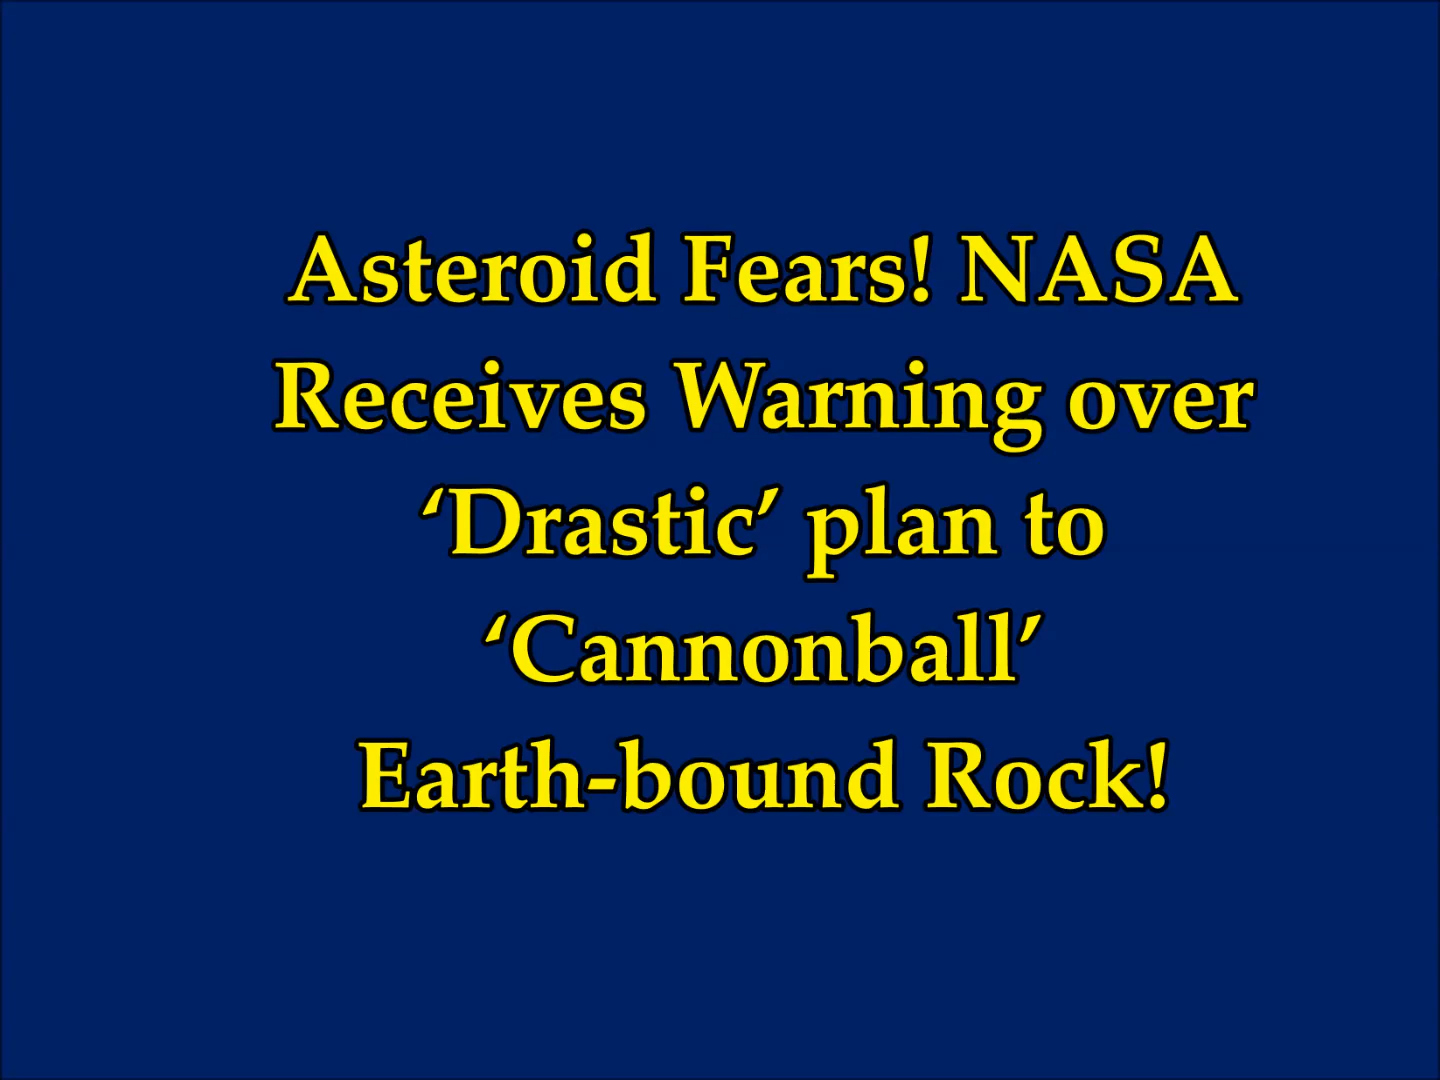 Asteroid Fears! NASA
Receives Warning over
‘Drastic’ plan to
‘Cannonball’
Earth-bound Rock!